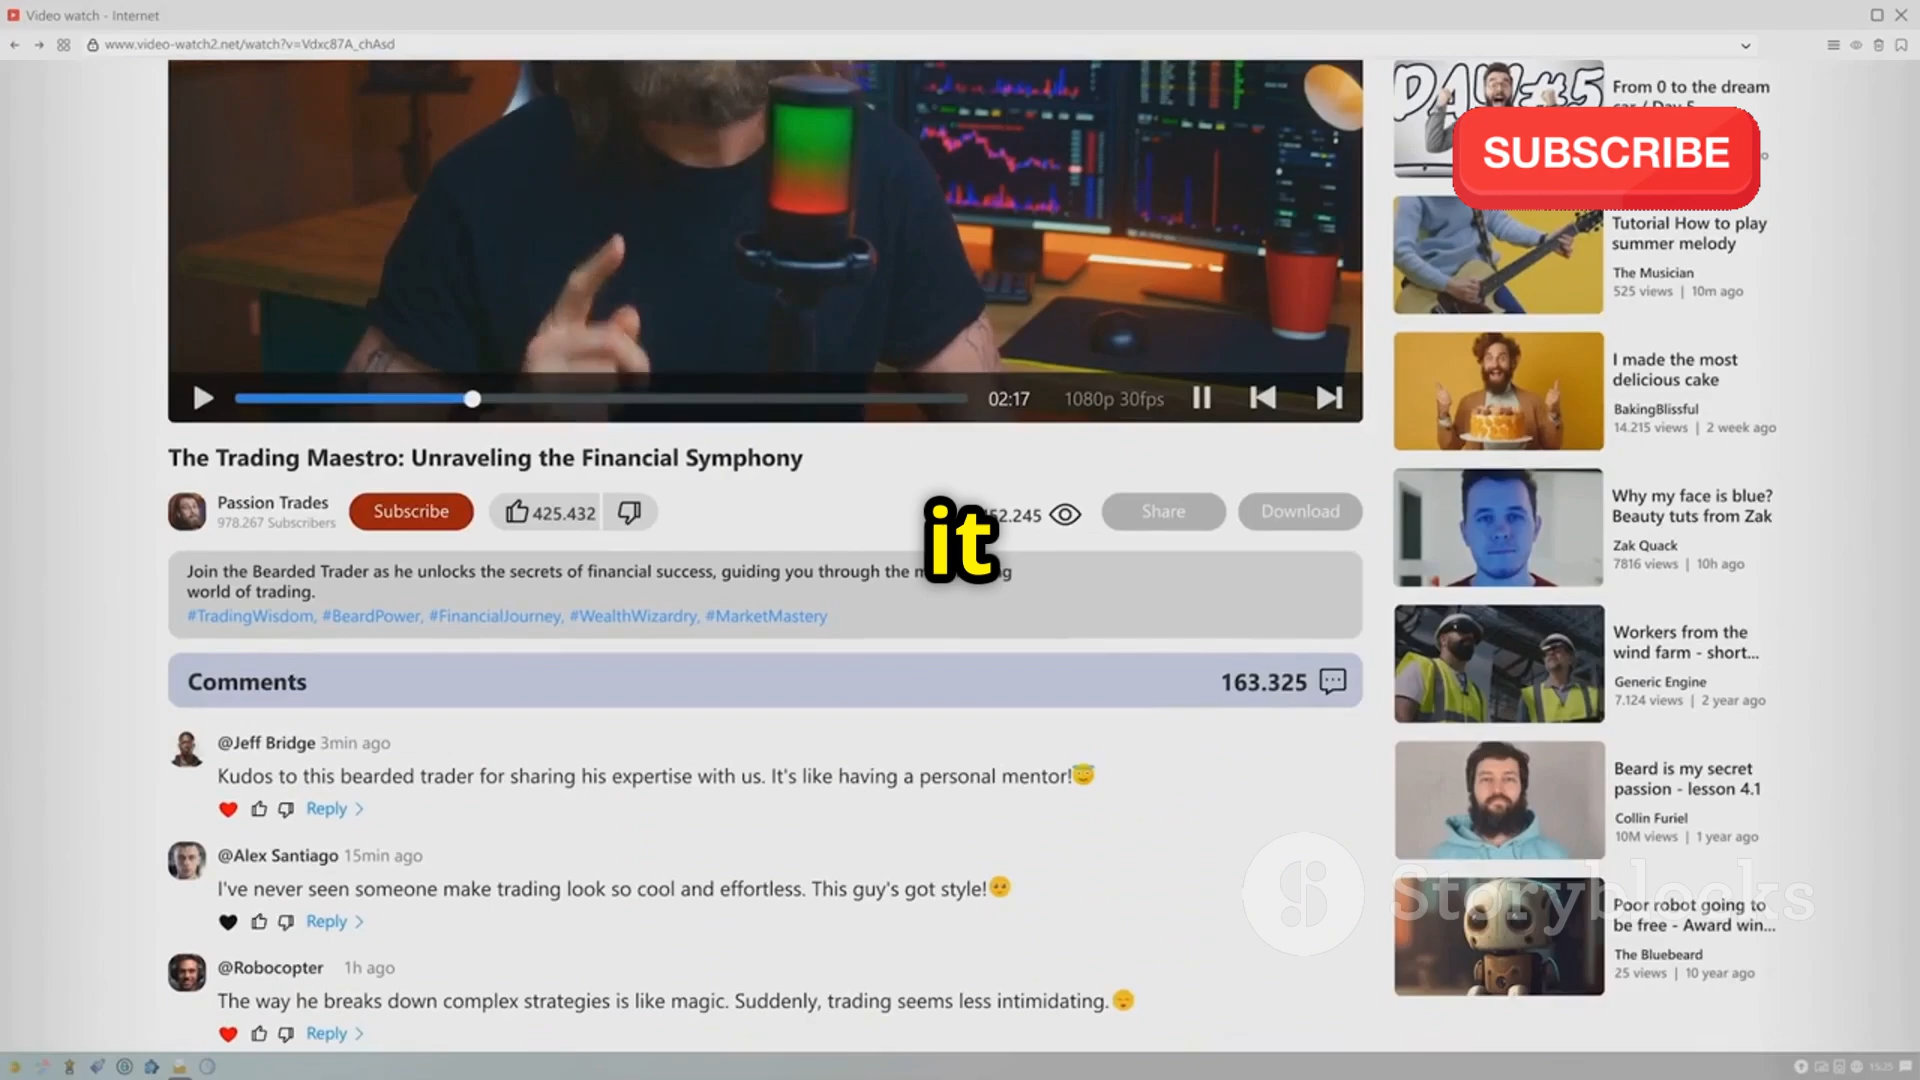 Video watch - Internet
www.video-watch2.net/watch?v=Vdxc87A_chAsd
DAY#5
From 0 to the dream
car / Day 5
SUBSCRIBE
Tutorial How to play
summer melody
The Musician
525 views | 10m ago
02:17
1080p 30fps
I made the most
delicious cake
BakingBlissful
14.215 views | 2 week ago
The Trading Maestro: Unraveling the Financial Symphony
Passion Trades
978.267 Subscribers
Subscribe
425.432
52.245
Share
Download
it
Why my face is blue?
Beauty tuts from Zak
Zak Quack
7816 views | 10h ago
Join the Bearded Trader as he unlocks the secrets of financial success, guiding you through the
world of trading.
#TradingWisdom, #BeardPower, #FinancialJourney, #WealthWizardry, #MarketMastery
Workers from the
wind farm - short...
Generic Engine
7.124 views | 2 year ago
Comments
163.325
@Jeff Bridge 3min ago
Kudos to this bearded trader for sharing his expertise with us. It's like having a personal mentor!😇
Reply >
Beard is my secret
passion - lesson 4.1
Collin Furiel
10M views | 1 year ago
@Alex Santiago 15min ago
I've never seen someone make trading look so cool and effortless. This guy's got style!
Reply >
Storyblocks
Poor robot going to
be free - Award win...
The Bluebeard
25 views | 10 year ago
@Robocopter 1h ago
The way he breaks down complex strategies is like magic. Suddenly, trading seems less intimidating.
Reply >
15:25